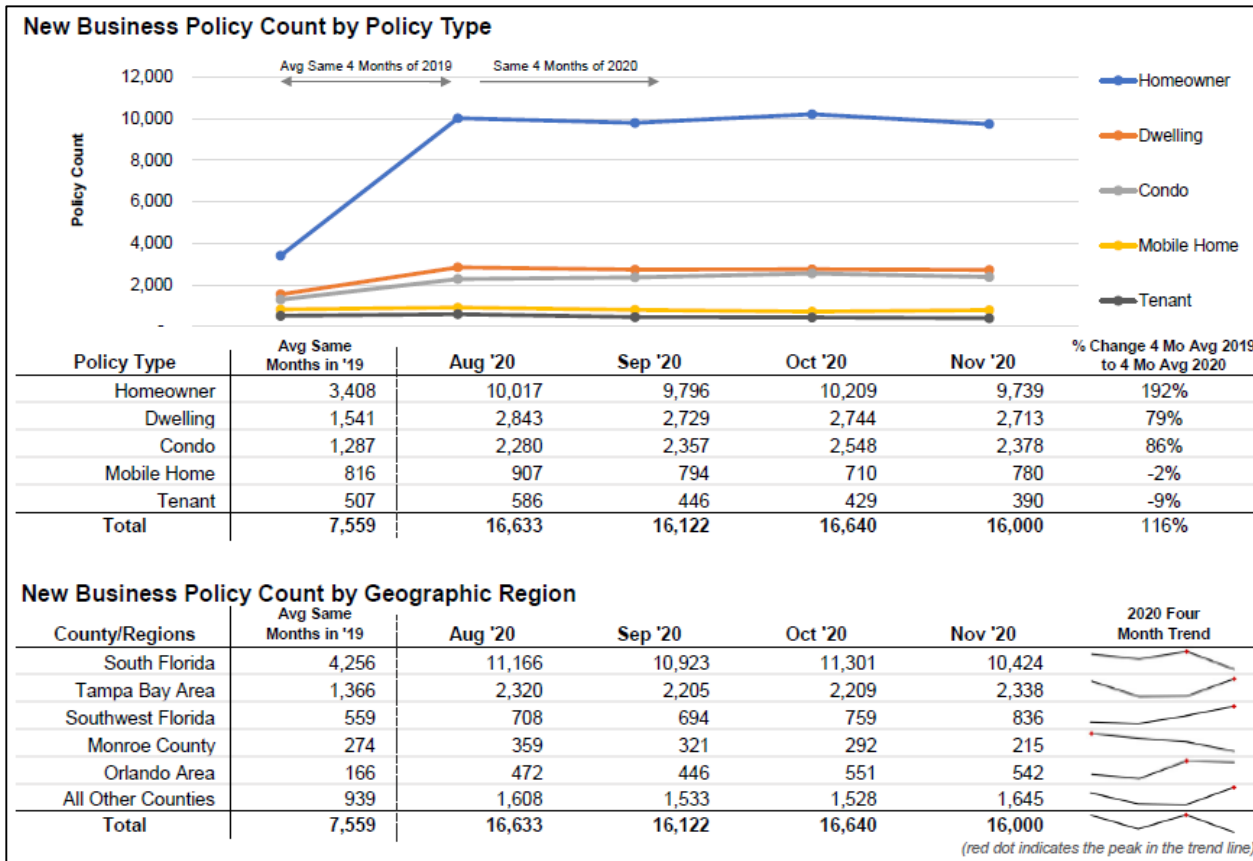 New Business Policy Count by Policy Type
Avg Same 4 Months of 2019 Same 4 Months of 2020
12,000
10,000
8,000
6,000
4,000
2,000
-
Policy Count
Homeowner
Dwelling
Condo
Mobile Home
Tenant
Policy Type Avg Same Months in '19 Aug '20 Sep '20 Oct '20 Nov '20 % Change 4 Mo Avg 2019 to 4 Mo Avg 2020
Homeowner 3,408 10,017 9,796 10,209 9,739 192%
Dwelling 1,541 2,843 2,729 2,744 2,713 79%
Condo 1,287 2,280 2,357 2,548 2,378 86%
Mobile Home 816 907 794 710 780 -2%
Tenant 507 586 446 429 390 -9%
Total 7,559 16,633 16,122 16,640 16,000 116%
New Business Policy Count by Geographic Region
County/Regions Avg Same Months in '19 Aug '20 Sep '20 Oct '20 Nov '20 2020 Four Month Trend
South Florida 4,256 11,166 10,923 11,301 10,424
Tampa Bay Area 1,366 2,320 2,205 2,209 2,338
Southwest Florida 559 708 694 759 836
Monroe County 274 359 321 292 215
Orlando Area 166 472 446 551 542
All Other Counties 939 1,608 1,533 1,528 1,645
Total 7,559 16,633 16,122 16,640 16,000
(red dot indicates the peak in the trend line)